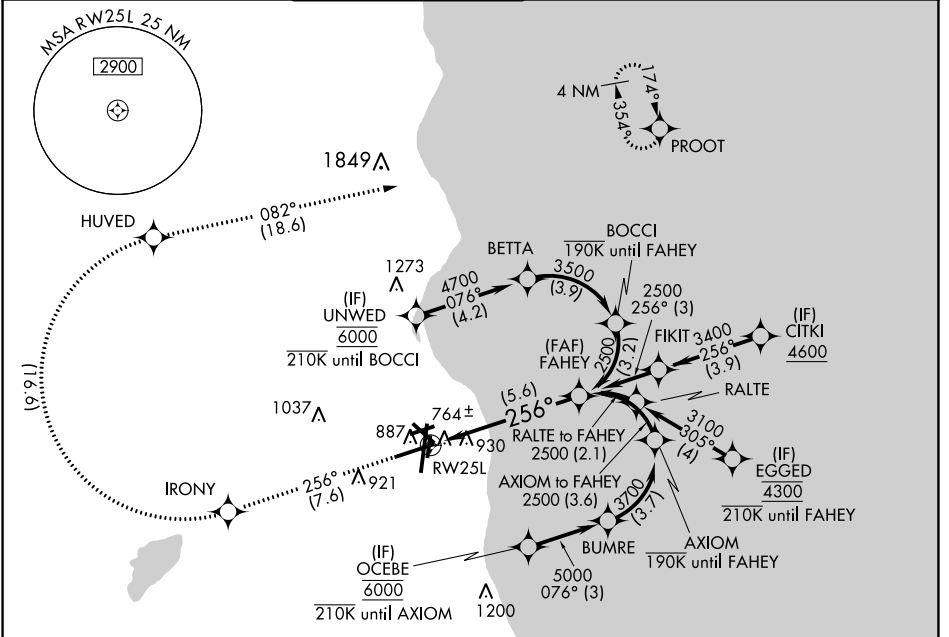 MSA RW25L 25 NM
2900
4 NM
174°
354°
PROOT
1849
HUVED
082°
(18.6)
BOCCI
190K until FAHEY
BETTA
1273
4700
076°
(4.2)
3500
(3.9)
(IF)
UNWED
6000
210K until BOCCI
2500
256° (3)
2500
(3.2)
FIKIT
3400
256°
(3.9)
(IF)
CITKI
4600
(FAF)
FAHEY
(5.6)
256°
RALTE
(19.9)
1037
764±
887
930
RW25L
RALTE to FAHEY
2500 (2.1)
3100
305°
(4)
AXIOM to FAHEY
2500 (3.6)
(IF)
EGGED
4300
210K until FAHEY
IRONY
256°
(7.6)
921
3700
(3.7)
BUMRE
AXIOM
190K until FAHEY
(IF)
OCEBE
6000
210K until AXIOM
5000
076° (3)
1200